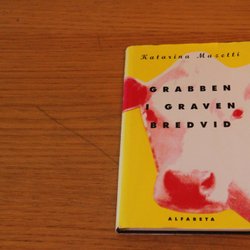 Katarina Mazetti
GRABBEN
I GRAVEN
BREDVID
ALFABETA